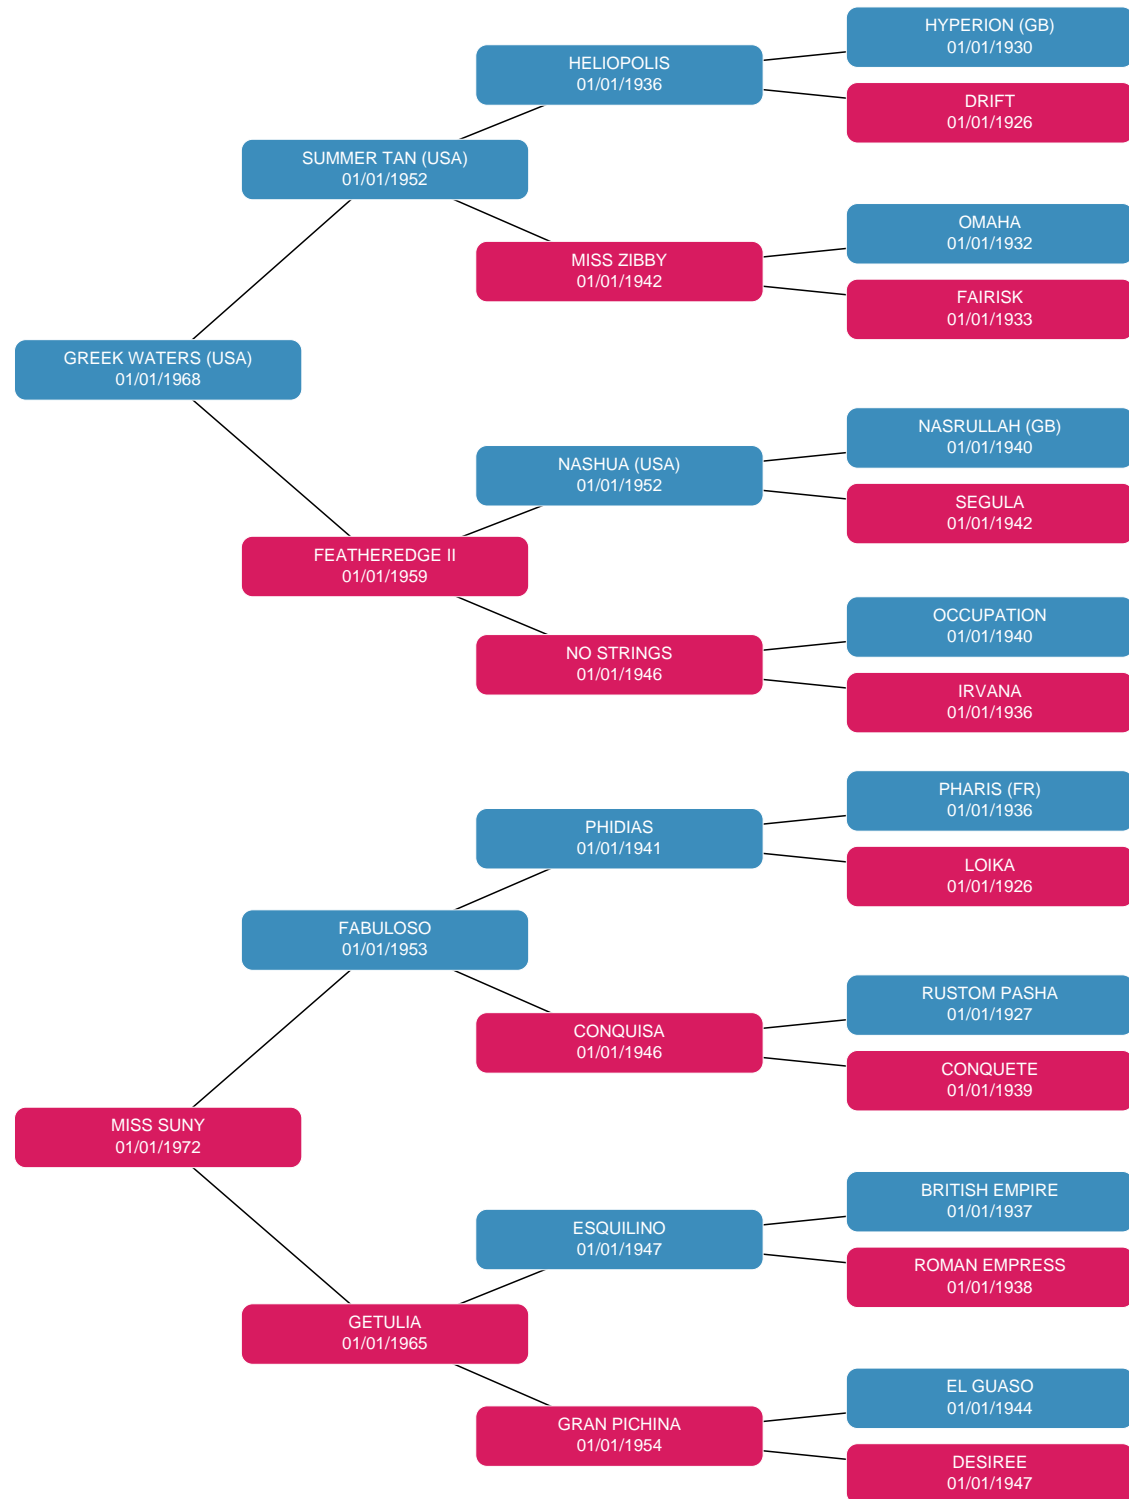 HYPERION (GB)
01/01/1930
HELIOPOLIS
01/01/1936
DRIFT
01/01/1926
SUMMER TAN (USA)
01/01/1952
OMAHA
01/01/1932
MISS ZIBBY
01/01/1942
FAIRISK
01/01/1933
GREEK WATERS (USA)
01/01/1968
NASRULLAH (GB)
01/01/1940
NASHUA (USA)
01/01/1952
SEGULA
01/01/1942
FEATHEREDGE II
01/01/1959
OCCUPATION
01/01/1940
NO STRINGS
01/01/1946
IRVANA
01/01/1936
PHARIS (FR)
01/01/1936
PHIDIAS
01/01/1941
LOIKA
01/01/1926
FABULOSO
01/01/1953
RUSTOM PASHA
01/01/1927
CONQUISA
01/01/1946
CONQUETE
01/01/1939
MISS SUNY
01/01/1972
BRITISH EMPIRE
01/01/1937
ESQUILINO
01/01/1947
ROMAN EMPRESS
01/01/1938
GETULIA
01/01/1965
EL GUASO
01/01/1944
GRAN PICHINA
01/01/1954
DESIREE
01/01/1947